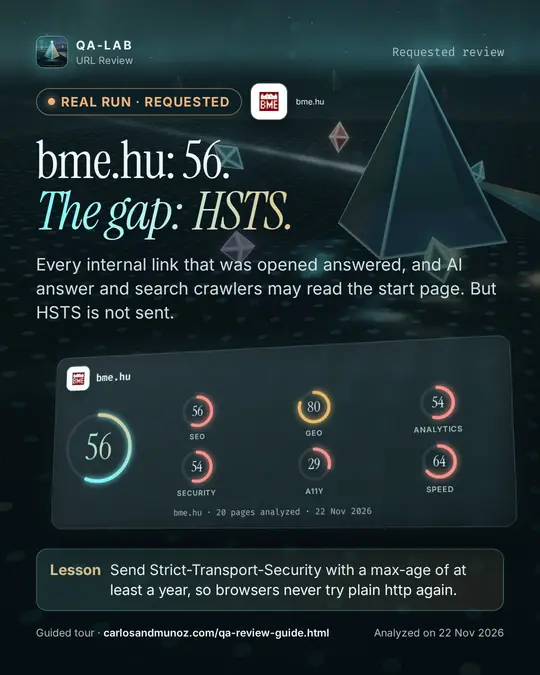 QA-LAB
URL Review
Requested review
REAL RUN · REQUESTED
BME
bme.hu
bme.hu: 56.
The gap: HSTS.
Every internal link that was opened answered, and AI
answer and search crawlers may read the start page. But
HSTS is not sent.
BME
bme.hu
56
56
SEO
80
GEO
54
ANALYTICS
54
SECURITY
29
A11Y
64
SPEED
bme.hu · 20 pages analyzed · 22 Nov 2026
Lesson Send Strict-Transport-Security with a max-age of at
least a year, so browsers never try plain http again.
Guided tour · carlosandmunoz.com/qa-review-guide.html
Analyzed on 22 Nov 2026